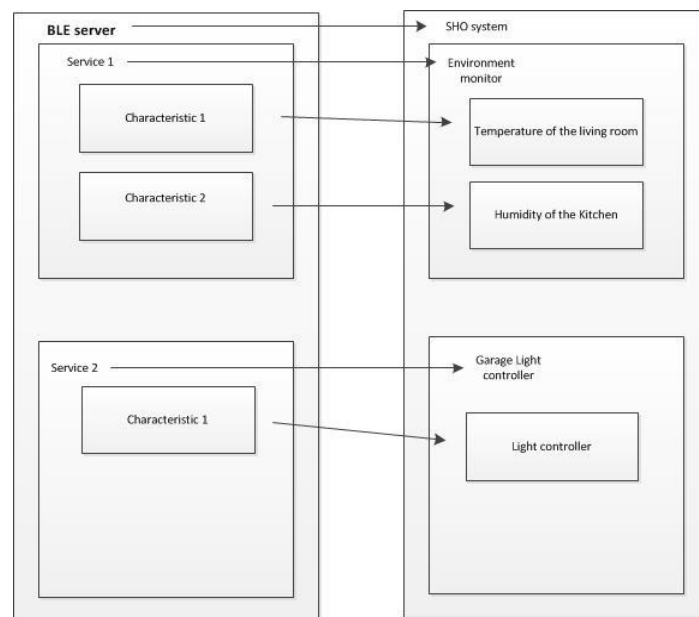 BLE server
Service 1
Characteristic 1
Characteristic 2
Service 2
Characteristic 1
SHO system
Environment
monitor
Temperature of the living room
Humidity of the Kitchen
Garage Light
controller
Light controller